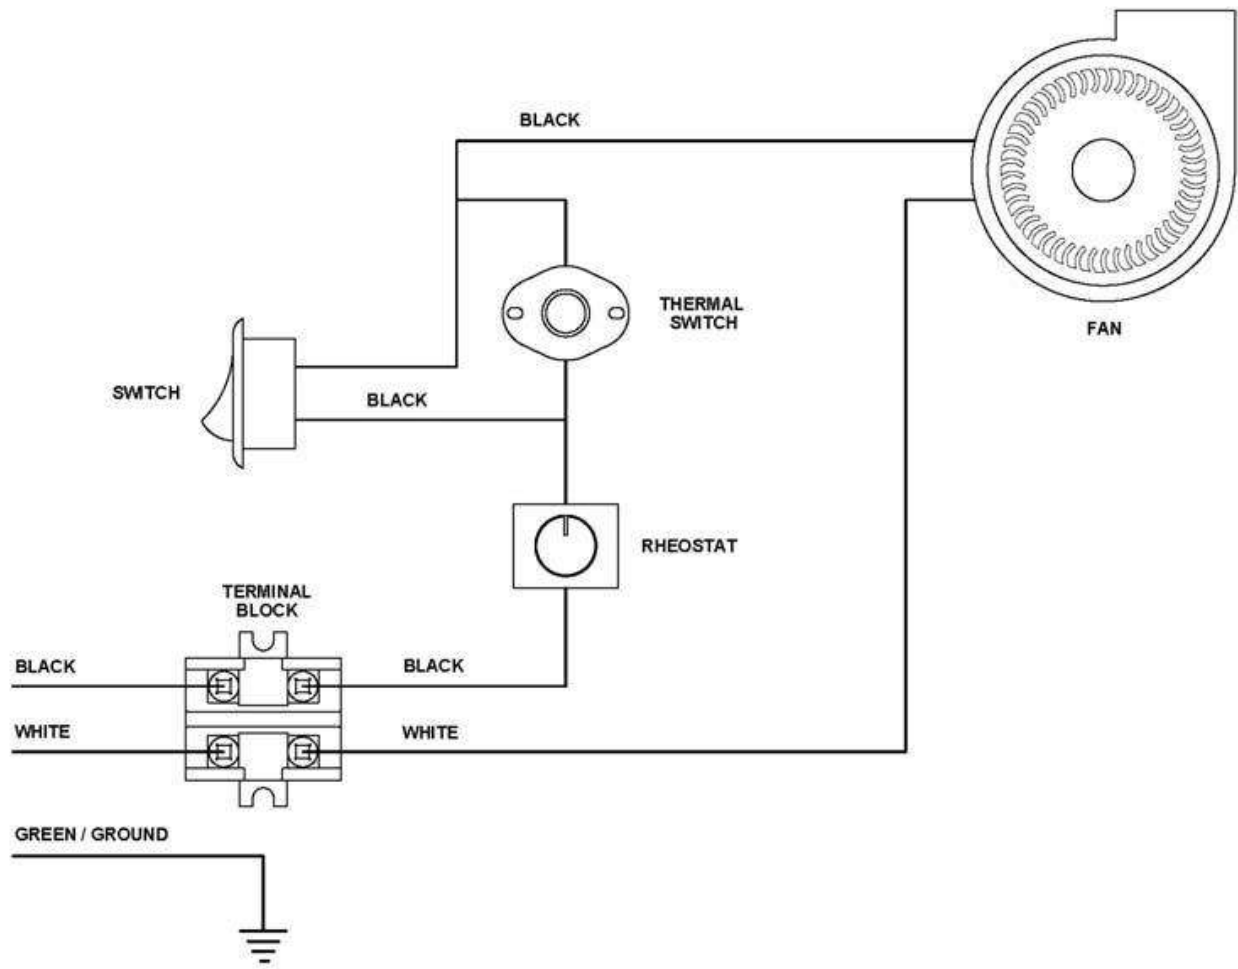 BLACK
THERMAL
SWITCH
FAN
SWITCH
BLACK
RHEOSTAT
TERMINAL
BLOCK
BLACK
BLACK
WHITE
WHITE
GREEN / GROUND